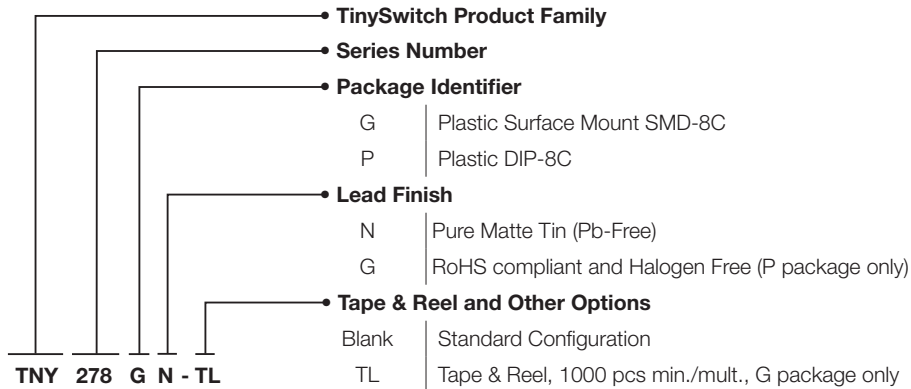 TinySwitch Product Family
Series Number
Package Identifier
G Plastic Surface Mount SMD-8C
P Plastic DIP-8C
Lead Finish
N Pure Matte Tin (Pb-Free)
G RoHS compliant and Halogen Free (P package only)
Tape & Reel and Other Options
Blank Standard Configuration
TL Tape & Reel, 1000 pcs min./mult., G package only
TNY 278 G N - TL